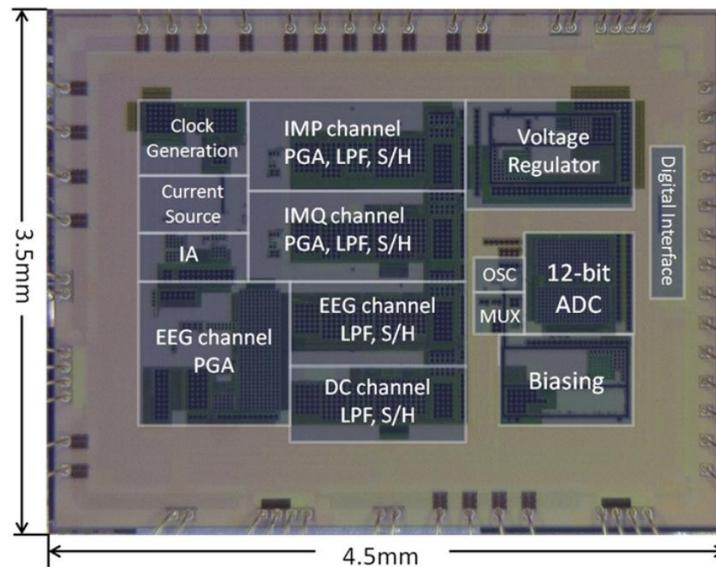 Clock
Generation
IMP channel
PGA, LPF, S/H
Voltage
Regulator
Current
Source
IMQ channel
PGA, LPF, S/H
Digital Interface
IA
OSC
12-bit
ADC
MUX
EEG channel
PGA
EEG channel
LPF, S/H
DC channel
LPF, S/H
Biasing
3.5mm
4.5mm